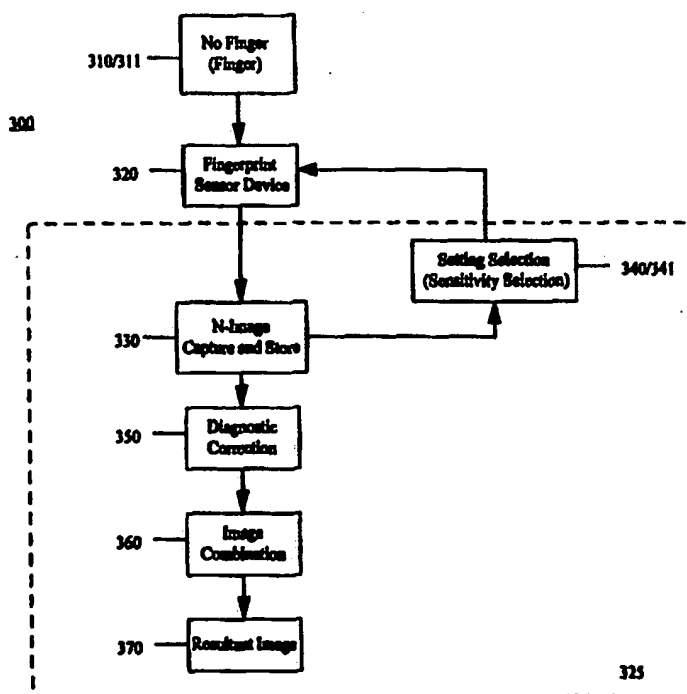 No Finger
(Finger)
310/311
300
320
Fingerprint
Sensor Device
Setting Selection
(Sensitivity Selection)
340/341
330
N-Image
Capture and Store
350
Diagnostic
Correction
360
Image
Combination
370
Resultant Image
325